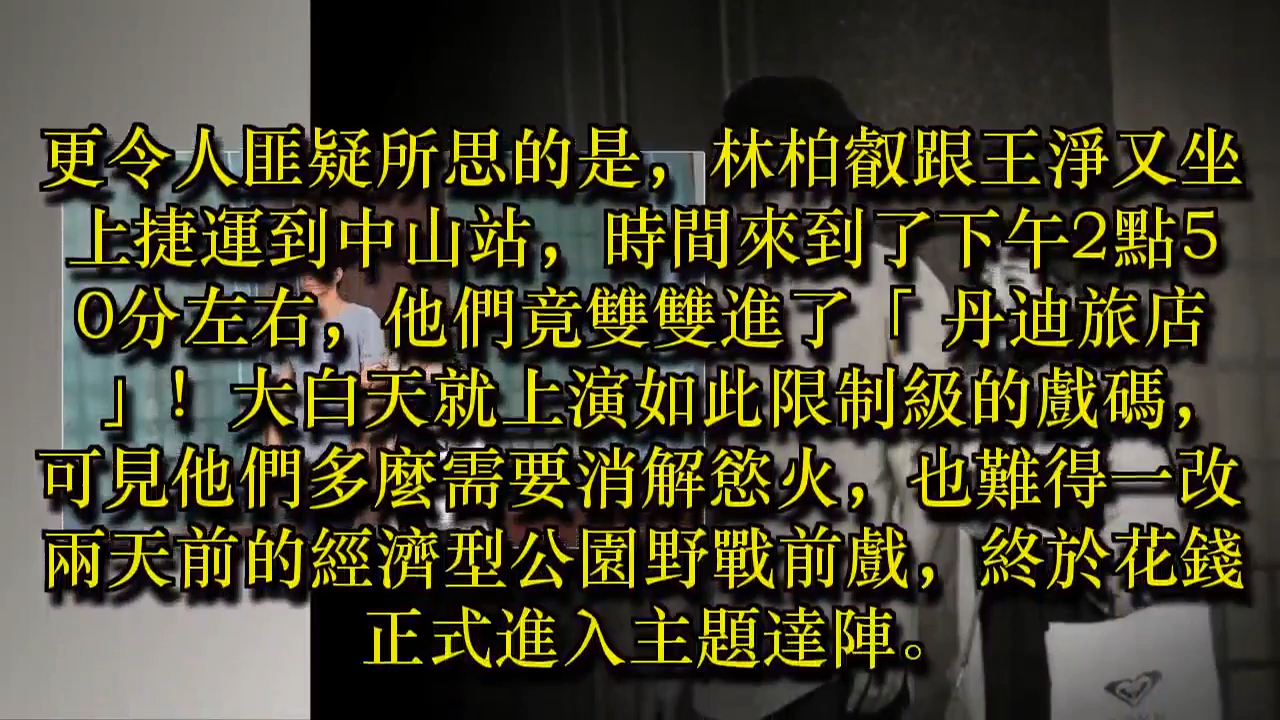 更令人匪疑所思的是，林柏叡跟王淨又坐
上捷運到中山站，時間來到了下午2點5
0分左右，他們竟雙雙進了「 丹迪旅店
」！ 大白天就上演如此限制級的戲碼，
可見他們多麼需要消解慾火，也難得一改
兩天前的經濟型公園野戰前戲，終於花錢
正式進入主題達陣。